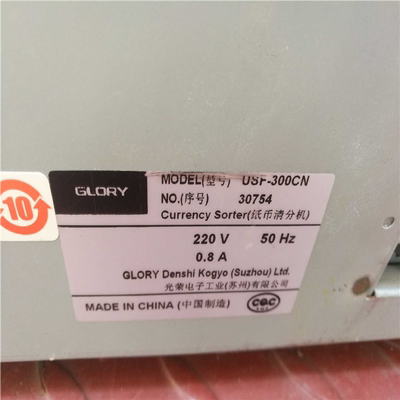 GLORY
MODEL(型号) USF-300CN
NO.(序号) 30754
Currency Sorter(纸币清分机)
220 V 50 Hz
0.8 A
GLORY Denshi Kogyo (Suzhou) Ltd.
光荣电子工业(苏州)有限公司
MADE IN CHINA (中国制造)
CQC
10